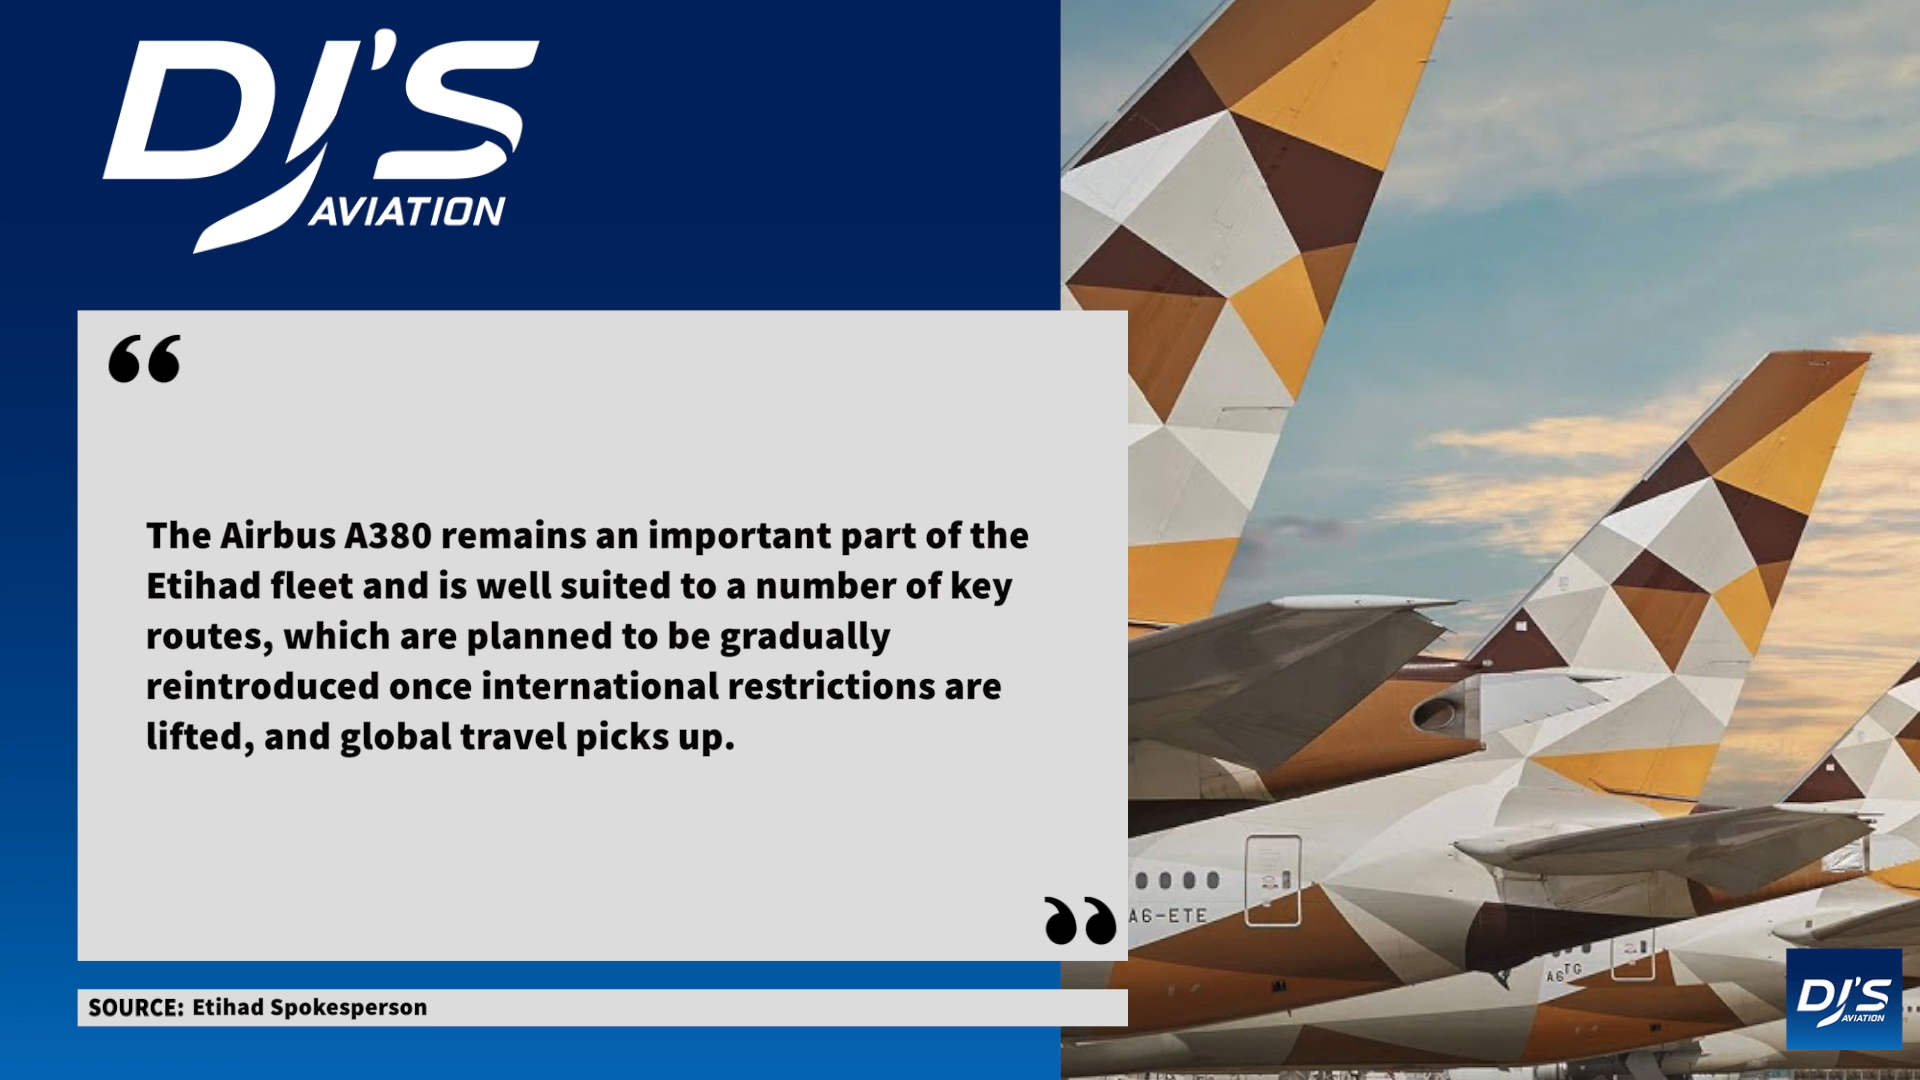 DJ'S
AVIATION
“
The Airbus A380 remains an important part of the
Etihad fleet and is well suited to a number of key
routes, which are planned to be gradually
reintroduced once international restrictions are
lifted, and global travel picks up.
”
SOURCE: Etihad Spokesperson
A6-ETE
A6 TG
DJ'S
AVIATION